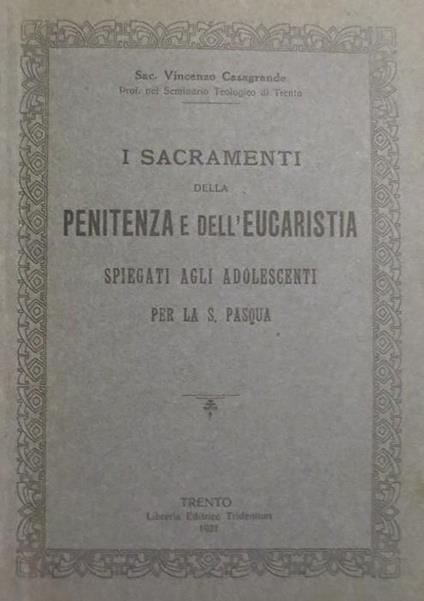 Sac. Vincenzo Casagrande
Prof. nel Seminario Teologico di Trento
I SACRAMENTI
DELLA
PENITENZA E DELL'EUCARISTIA
SPIEGATI AGLI ADOLESCENTI
PER LA S. PASQUA
TRENTO
Libreria Editrice Tridentum
1921